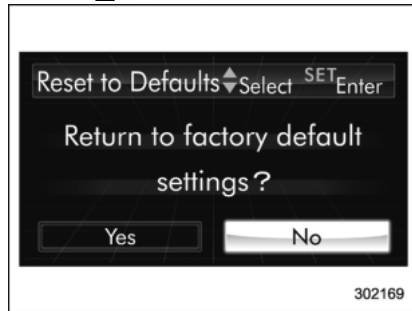 Reset to Defaults Select SET Enter
Return to factory default
settings?
Yes No
302169